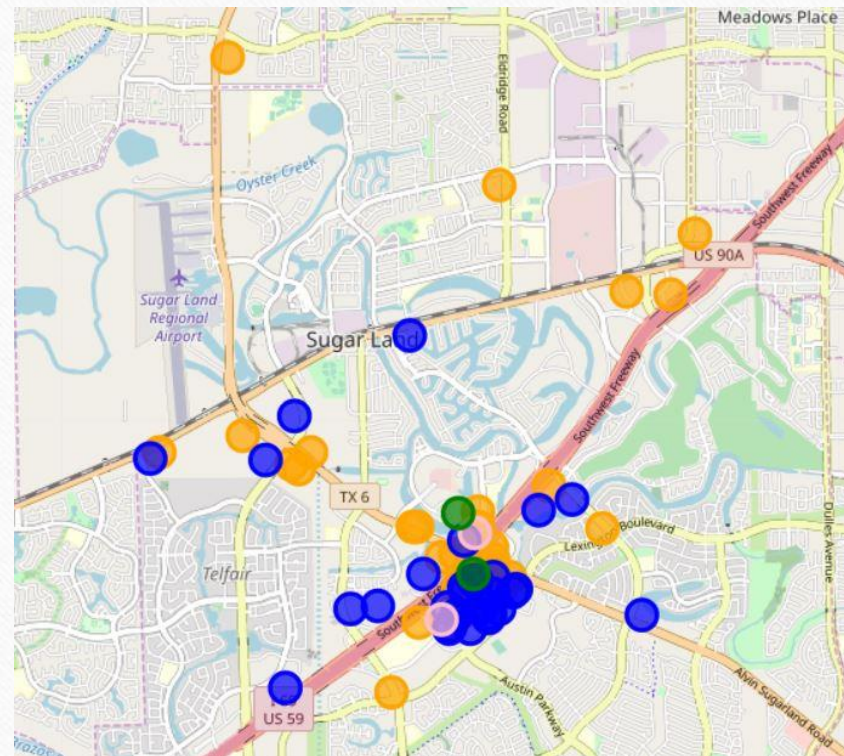 Meadows Place
Eldridge Road
Oyster Creek
Southwest Freeway
US 90A
Sugar Land
Regional
Airport
Sugar Land
Southwest Freeway
TX 6
Lexington Boulevard
Dulles Avenue
Telfair
Austin Parkway
Alvin Sugarland Road
US 59